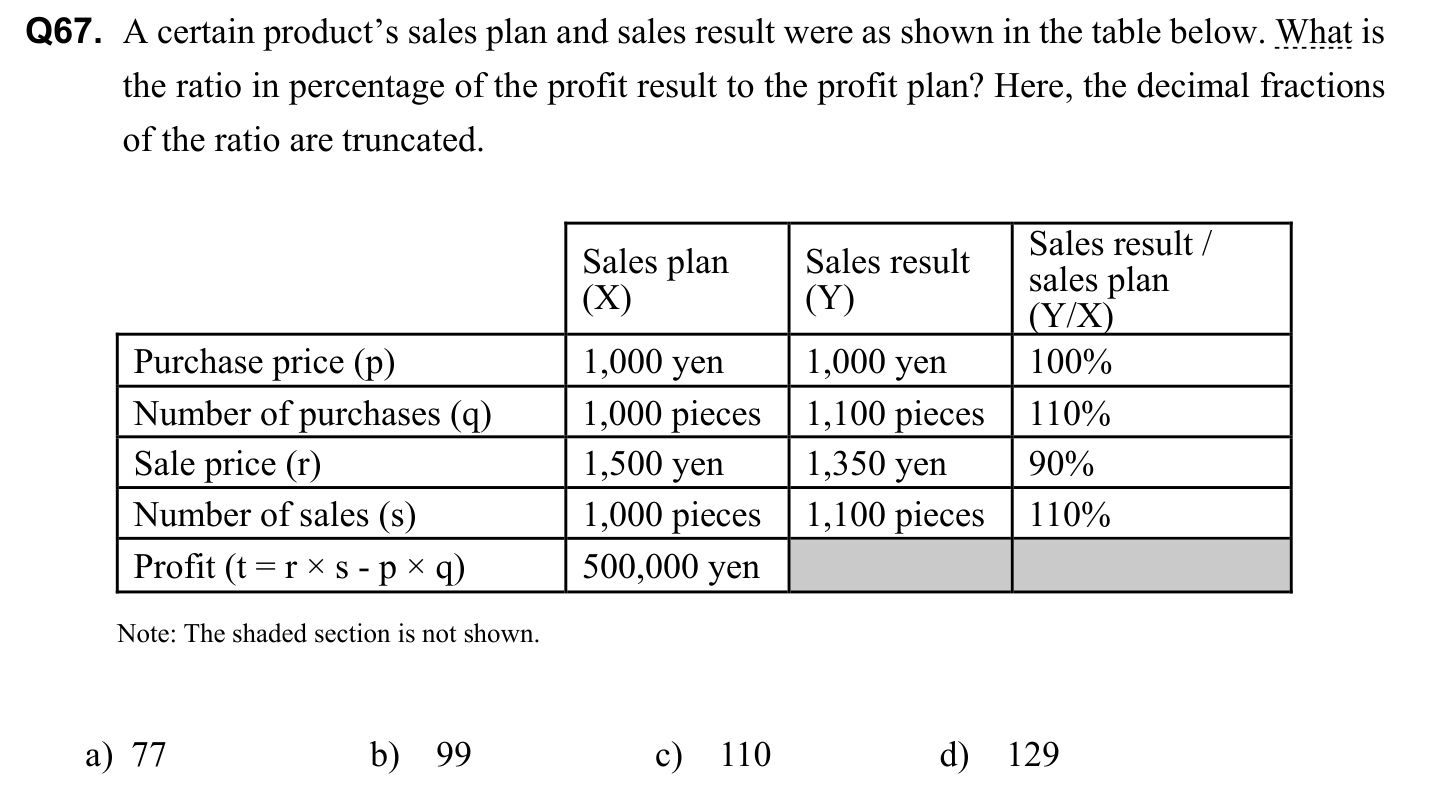 Q67. A certain product’s sales plan and sales result were as shown in the table below. What is
the ratio in percentage of the profit result to the profit plan? Here, the decimal fractions
of the ratio are truncated.
Sales plan (X) Sales result (Y) Sales result / sales plan (Y/X)
Purchase price (p) 1,000 yen 1,000 yen 100%
Number of purchases (q) 1,000 pieces 1,100 pieces 110%
Sale price (r) 1,500 yen 1,350 yen 90%
Number of sales (s) 1,000 pieces 1,100 pieces 110%
Profit (t = r × s - p × q) 500,000 yen
Note: The shaded section is not shown.
a) 77 b) 99 c) 110 d) 129